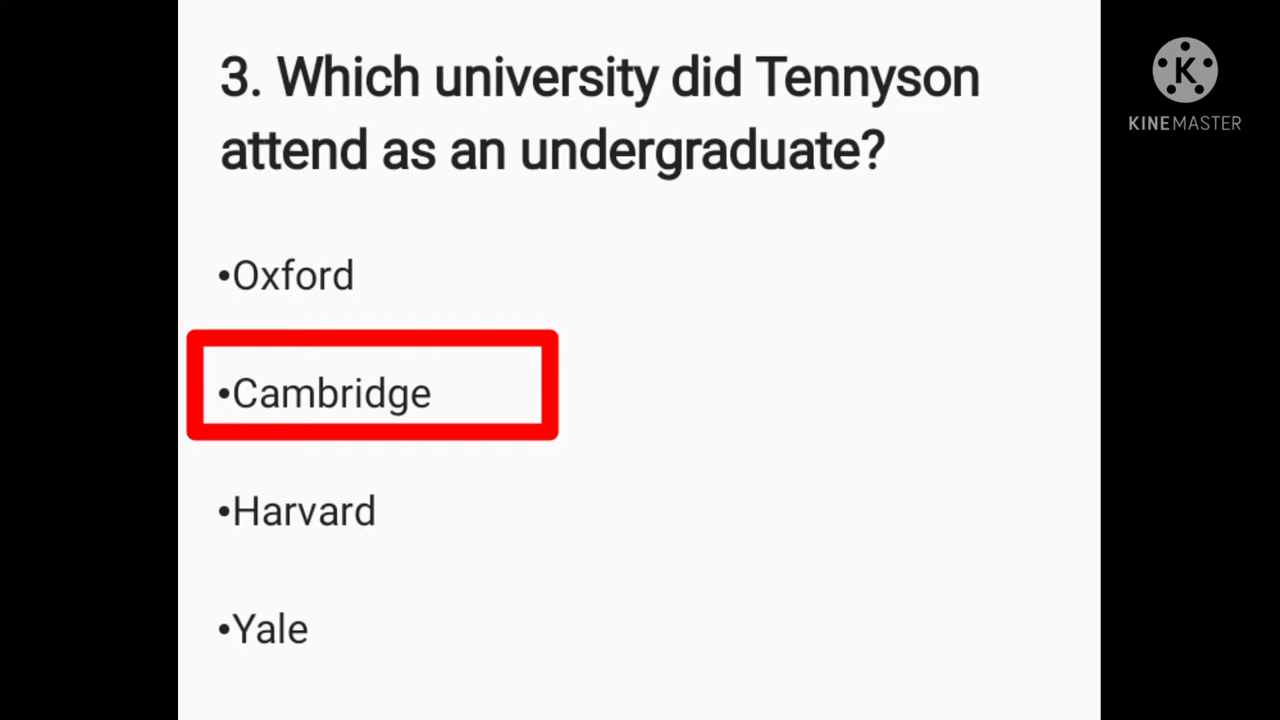 3. Which university did Tennyson
attend as an undergraduate?
•Oxford
•Cambridge
•Harvard
•Yale
K
KINEMASTER